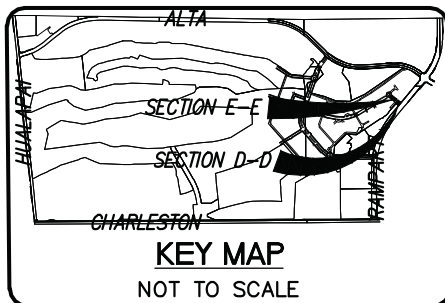 ALTA
HUALAPAI
SECTION E-E
SECTION D-D
RAMPART
CHARLESTON
KEY MAP
NOT TO SCALE